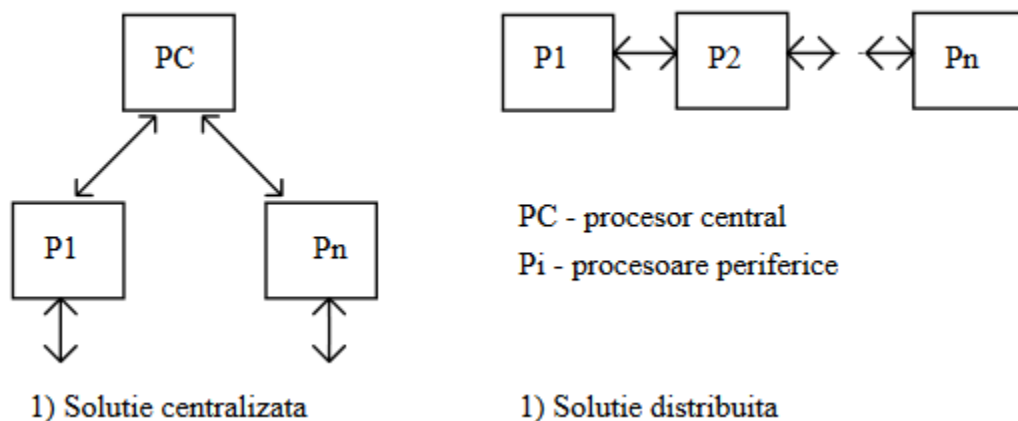 PC
P1
Pn
1) Solutie centralizata
P1
P2
Pn
PC - procesor central
Pi - procesoare periferice
1) Solutie distribuita